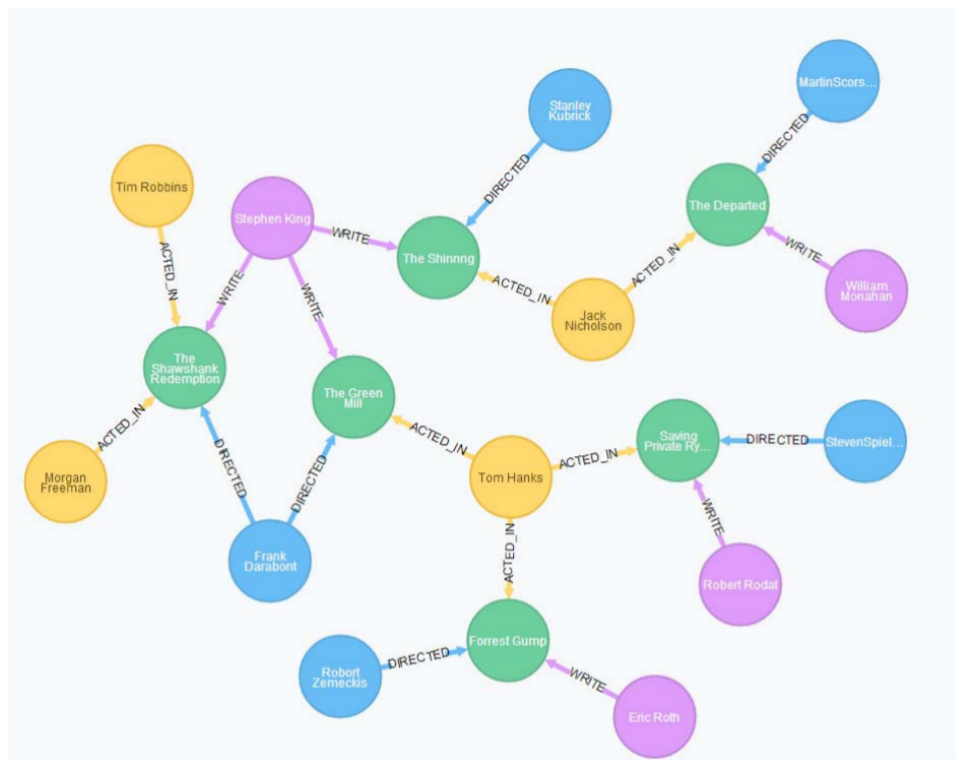 MartinScors...
Stanley
Kubrick
DIRECTED
DIRECTED
Tim Robbins
Stephen King
The Departed
WRITE
The Shinnng
ACTED_IN
WRITE
ACTED_IN
ACTED_IN
William
Monahan
WRITE
WRITE
Jack
Nicholson
The
Shawshank
Redemption
The Green
Mill
ACTED_IN
ACTED_IN
Saving
Private Ry...
DIRECTED
StevenSpiel...
Morgan
Freeman
DIRECTED
DIRECTED
Tom Hanks
ACTED_IN
WRITE
Frank
Darabont
ACTED_IN
Robert Rodat
Forrest Gump
DIRECTED
Robort
Zemeckis
WRITE
Eric Roth